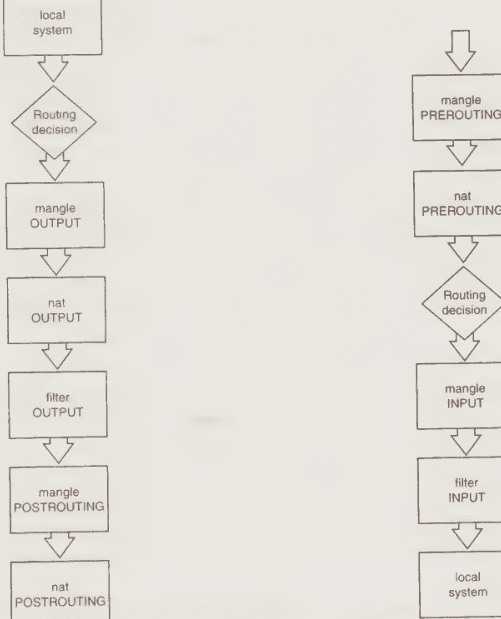 local
system
Routing
decision
mangle
OUTPUT
nat
OUTPUT
filter
OUTPUT
mangle
POSTROUTING
nat
POSTROUTING
mangle
PREROUTING
nat
PREROUTING
Routing
decision
mangle
INPUT
filter
INPUT
local
system